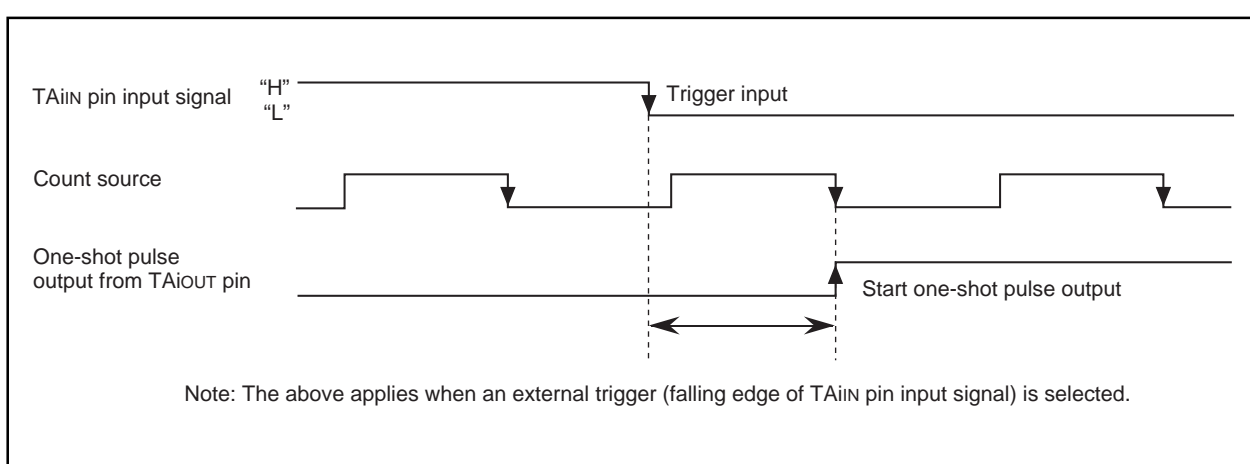 TAiIN pin input signal
“H”
“L”
Trigger input
Count source
One-shot pulse
output from TAiOUT pin
Start one-shot pulse output
Note: The above applies when an external trigger (falling edge of TAiIN pin input signal) is selected.